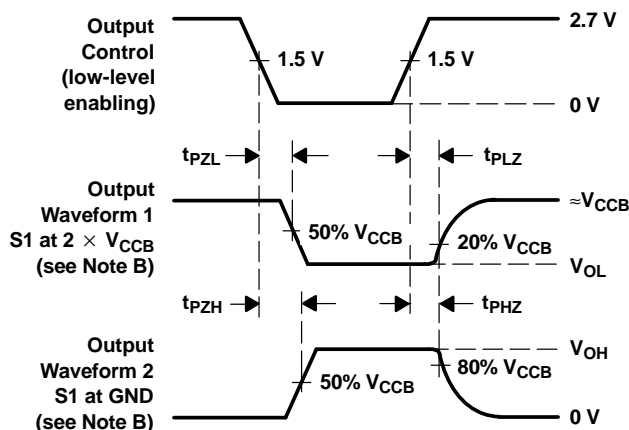 Output
Control
(low-level
enabling)
2.7 V
1.5 V
1.5 V
0 V
tPZL
tPLZ
Output
Waveform 1
S1 at 2 × VCCB
(see Note B)
≈VCCB
50% VCCB
20% VCCB
VOL
tPZH
tPHZ
Output
Waveform 2
S1 at GND
(see Note B)
VOH
50% VCCB
80% VCCB
0 V